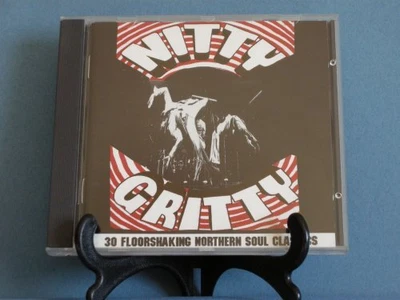 NITTY
GRITTY
30 FLOORSHAKING NORTHERN SOUL CLASSICS